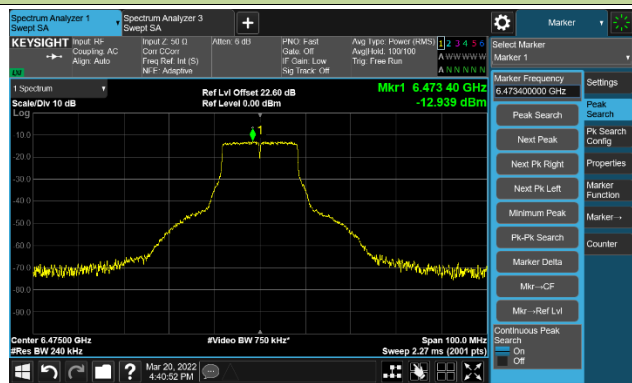 Spectrum Analyzer 1
Swept SA
Spectrum Analyzer 3
Swept SA
Marker
KEYSIGHT
Input: RF
Coupling: AC
Align: Auto
Input Z: 50 Ω
Corr CCorr
Freq Ref: Int (S)
NFE: Adaptive
Atten: 6 dB
PNO: Fast
Gate: Off
IF Gain: Low
Sig Track: Off
Avg Type: Power (RMS)
Avg|Hold: 100/100
Trig: Free Run
1 2 3 4 5 6
A W W W W W
A N N N N N
Select Marker
Marker 1
Marker Frequency
6.473400000 GHz
Settings
Peak Search
Next Peak
Next Pk Right
Next Pk Left
Minimum Peak
Pk-Pk Search
Marker Delta
Mkr→CF
Mkr→Ref Lvl
Continuous Peak
Search
On
Off
Peak
Search
Pk Search
Config
Properties
Marker
Function
Marker→
Counter
1 Spectrum
Scale/Div 10 dB
Log
Ref Lvl Offset 22.60 dB
Ref Level 0.00 dBm
Mkr1 6.473 40 GHz
-12.939 dBm
1
-10.0
-20.0
-30.0
-40.0
-50.0
-60.0
-70.0
-80.0
-90.0
Center 6.47500 GHz
#Res BW 240 kHz
#Video BW 750 kHz*
Span 100.0 MHz
Sweep 2.27 ms (2001 pts)
?
Mar 20, 2022
4:40:52 PM